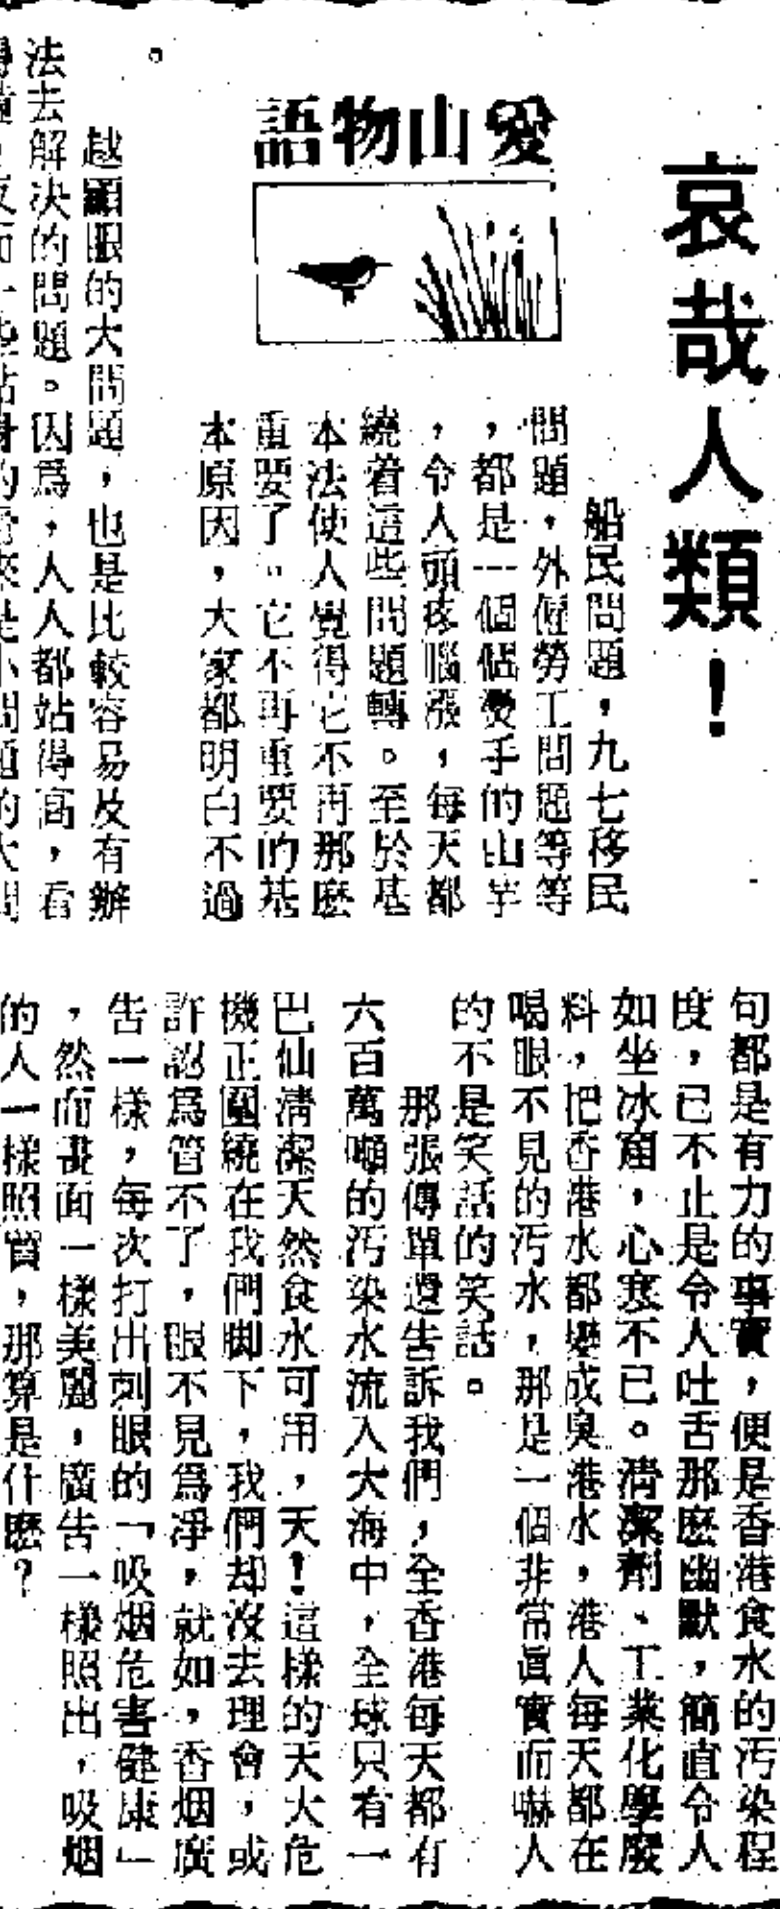 哀哉人類!
愛山物語
船民問題，九七移民
問題，外僱勞工問題等等
，都是一個個燙手的山芋
，令人頭疼腦漲，每天都
繞着這些問題轉。至於基
本法使人覺得它不再那麽
重要了。它不再重要的基
本原因，大家都明白不過
。
越顯眼的大問題，也是比較容易及有辦
法去解決的問題。因爲，人人都站得高，看
句都是有力的事實，便是香港食水的汚染程
度，已不止是令人吐舌那麽幽默，簡直令人
如坐冰窟，心寒不已。清潔劑、工業化學廢
料，把香港水都變成臭港水，港人每天都在
喝眼不見的汚水，那是一個非常眞實而嚇人
的不是笑話的笑話。
那張傳單還告訴我們，全香港每天都有
六百萬噸的汚染水流入大海中，全球只有一
巴仙清潔天然食水可用，天！這樣的天大危
機正圍繞在我們脚下，我們却沒去理會，或
許認爲管不了，眼不見爲凈，就如，香烟廣
告一樣，每次打出刺眼的「吸烟危害健康」
，然而畫面一樣美麗，廣告一樣照出，吸烟
的人一樣照買，那算是什麽？